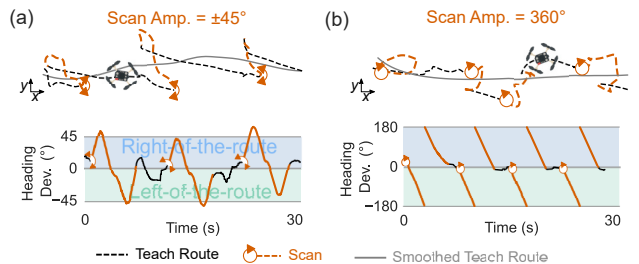 (a)
Scan Amp. = ±45°
y
x
Heading
Dev. (°)
45
0
−45
Right-of-the-route
Left-of-the-route
0
30
Time (s)
(b)
Scan Amp. = 360°
y
x
Heading
Dev. (°)
180
0
−180
0
30
Time (s)
Teach Route
Scan
Smoothed Teach Route